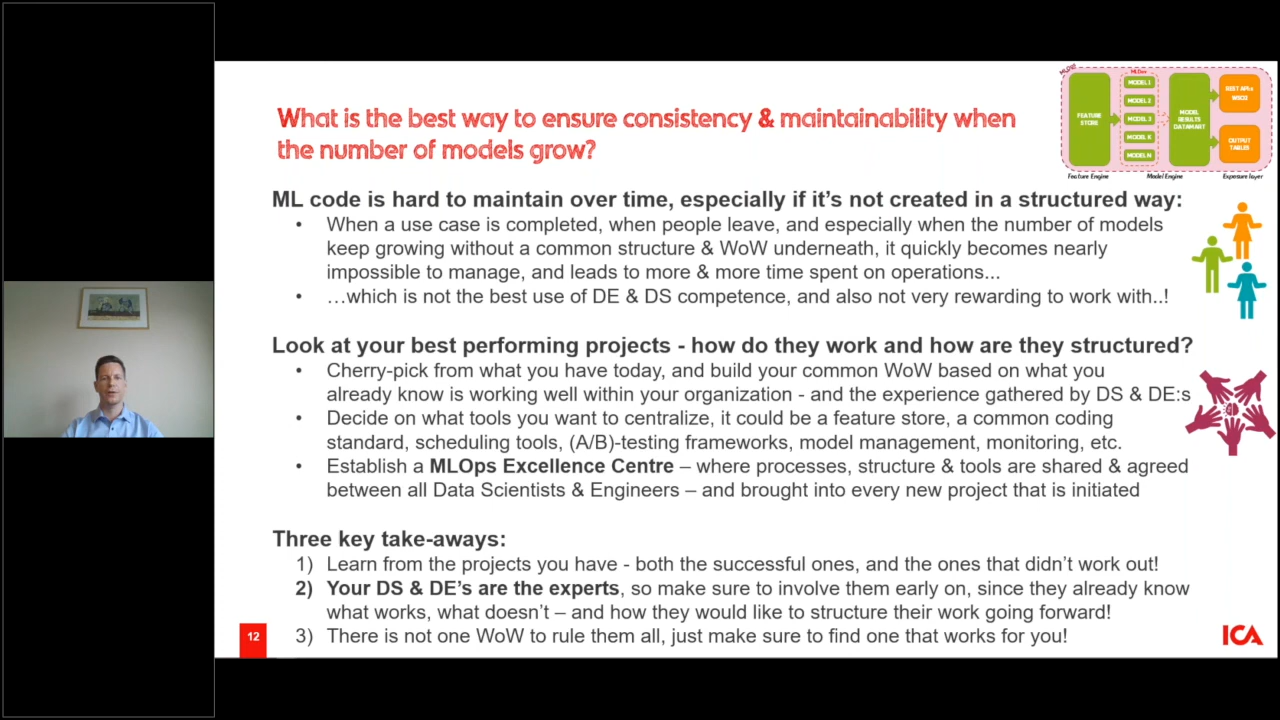 What is the best way to ensure consistency & maintainability when
the number of models grow?
MLOps
MLDev
FEATURE
STORE
MODEL 1
MODEL 2
MODEL 3
MODEL K
MODEL N
MODEL
RESULTS
DATAMART
REST APIs
WSO2
OUTPUT
TABLES
Feature Engine
Model Engine
Exposure layer
ML code is hard to maintain over time, especially if it’s not created in a structured way:
• When a use case is completed, when people leave, and especially when the number of models
keep growing without a common structure & WoW underneath, it quickly becomes nearly
impossible to manage, and leads to more & more time spent on operations...
• …which is not the best use of DE & DS competence, and also not very rewarding to work with..!
Look at your best performing projects - how do they work and how are they structured?
• Cherry-pick from what you have today, and build your common WoW based on what you
already know is working well within your organization - and the experience gathered by DS & DE:s
• Decide on what tools you want to centralize, it could be a feature store, a common coding
standard, scheduling tools, (A/B)-testing frameworks, model management, monitoring, etc.
• Establish a MLOps Excellence Centre – where processes, structure & tools are shared & agreed
between all Data Scientists & Engineers – and brought into every new project that is initiated
Three key take-aways:
1) Learn from the projects you have - both the successful ones, and the ones that didn’t work out!
2) Your DS & DE’s are the experts, so make sure to involve them early on, since they already know
what works, what doesn’t – and how they would like to structure their work going forward!
3) There is not one WoW to rule them all, just make sure to find one that works for you!
12
ICA